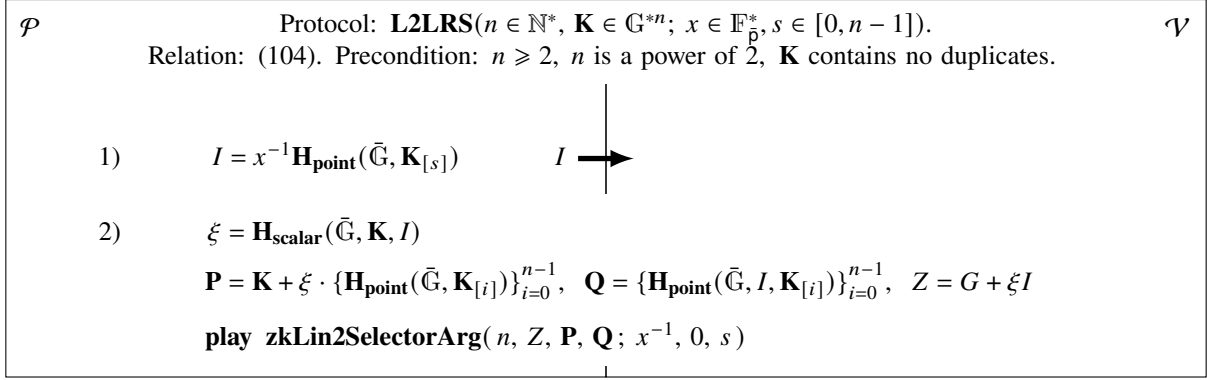 𝒫 Protocol: L2LRS(n ∈ ℕ*, K ∈ 𝔾*ⁿ; x ∈ 𝔽*_p̄, s ∈ [0, n − 1]). 𝒱
Relation: (104). Precondition: n ⩾ 2, n is a power of 2, K contains no duplicates.
1) I = x⁻¹H_point(𝔾̄, K_[s]) I
2) ξ = H_scalar(𝔾̄, K, I)
P = K + ξ · {H_point(𝔾̄, K_[i])}_{i=0}^{n−1}, Q = {H_point(𝔾̄, I, K_[i])}_{i=0}^{n−1}, Z = G + ξI
play zkLin2SelectorArg( n, Z, P, Q ; x⁻¹, 0, s )